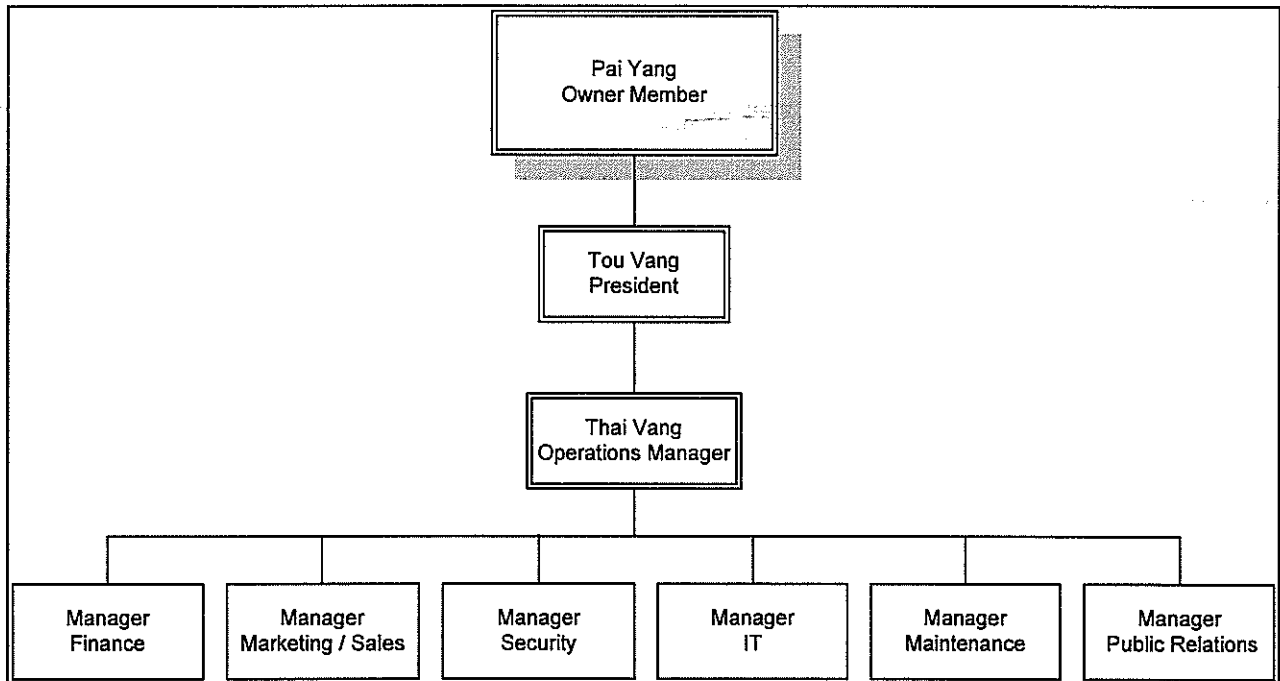 Pai Yang
Owner Member
Tou Vang
President
Thai Vang
Operations Manager
Manager
Finance
Manager
Marketing / Sales
Manager
Security
Manager
IT
Manager
Maintenance
Manager
Public Relations